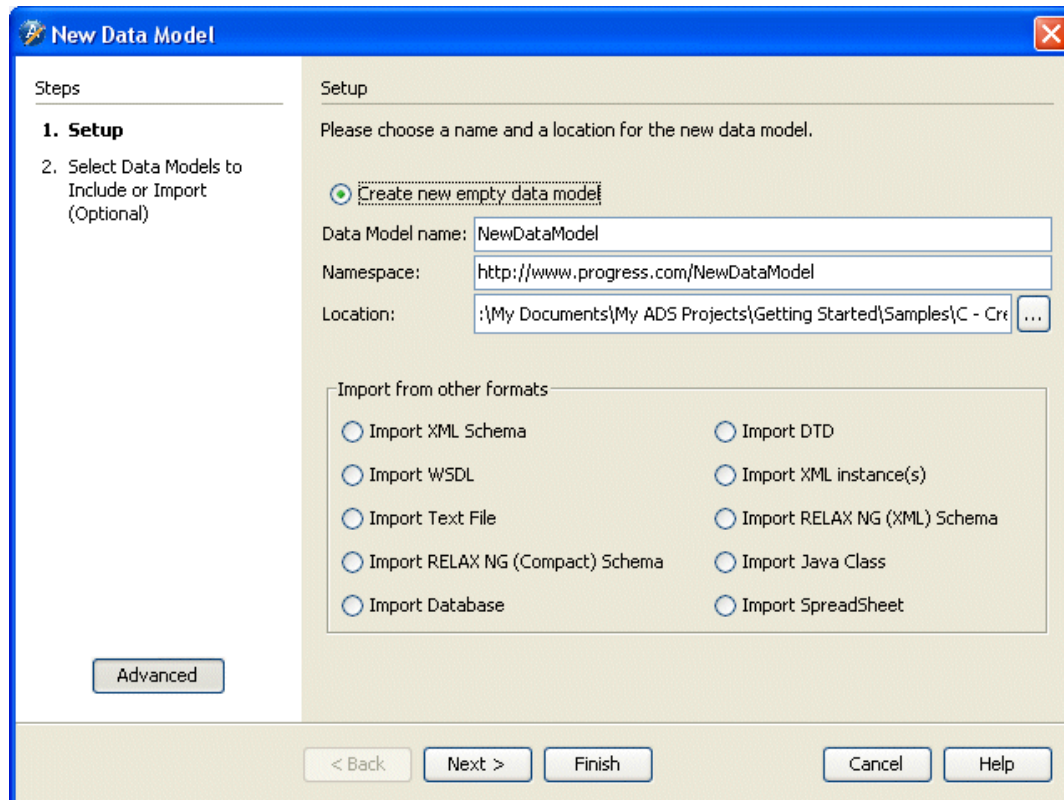 New Data Model
Steps
1. Setup
2. Select Data Models to
Include or Import
(Optional)
Advanced
Setup
Please choose a name and a location for the new data model.
Create new empty data model
Data Model name: NewDataModel
Namespace: http://www.progress.com/NewDataModel
Location: :\My Documents\My ADS Projects\Getting Started\Samples\C - Cre ...
Import from other formats
Import XML Schema
Import DTD
Import WSDL
Import XML instance(s)
Import Text File
Import RELAX NG (XML) Schema
Import RELAX NG (Compact) Schema
Import Java Class
Import Database
Import SpreadSheet
< Back
Next >
Finish
Cancel
Help